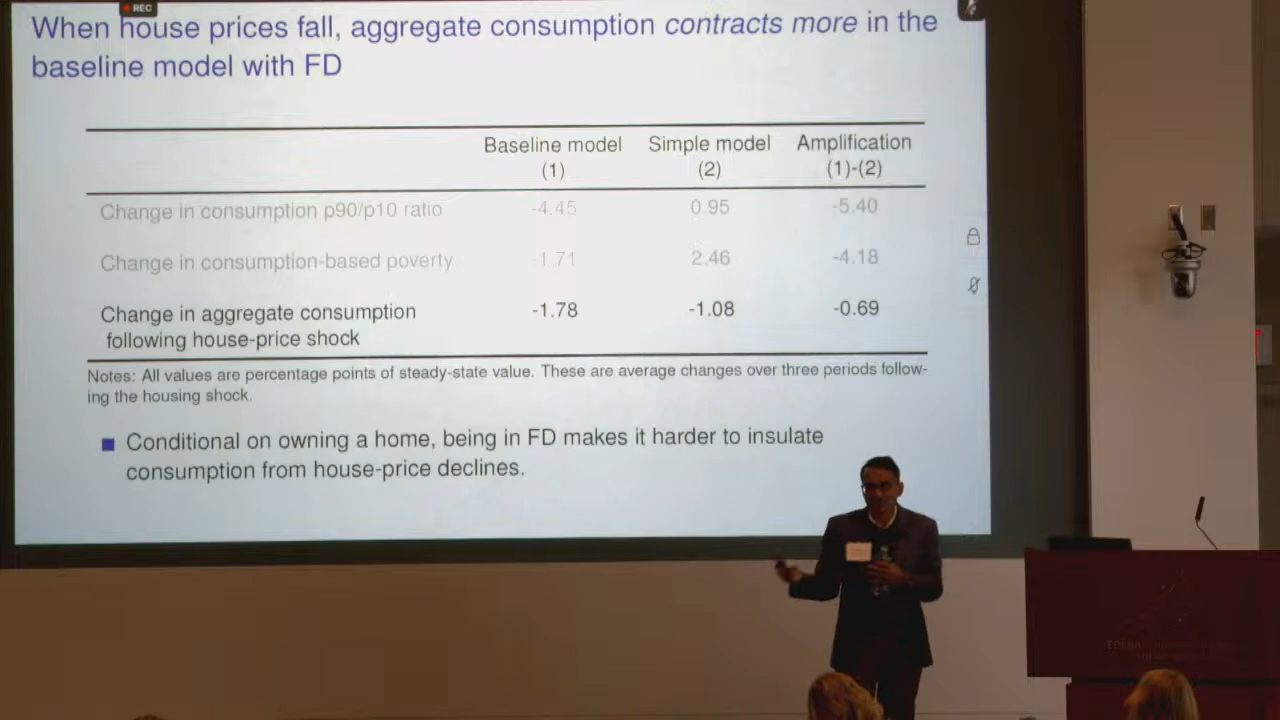 REC
When house prices fall, aggregate consumption contracts more in the
baseline model with FD
Baseline model Simple model Amplification
(1) (2) (1)-(2)
Change in consumption p90/p10 ratio -4.45 0.95 -5.40
Change in consumption-based poverty -1.71 2.46 -4.18
Change in aggregate consumption -1.78 -1.08 -0.69
following house-price shock
Notes: All values are percentage points of steady-state value. These are average changes over three periods follow-
ing the housing shock.
Conditional on owning a home, being in FD makes it harder to insulate
consumption from house-price declines.